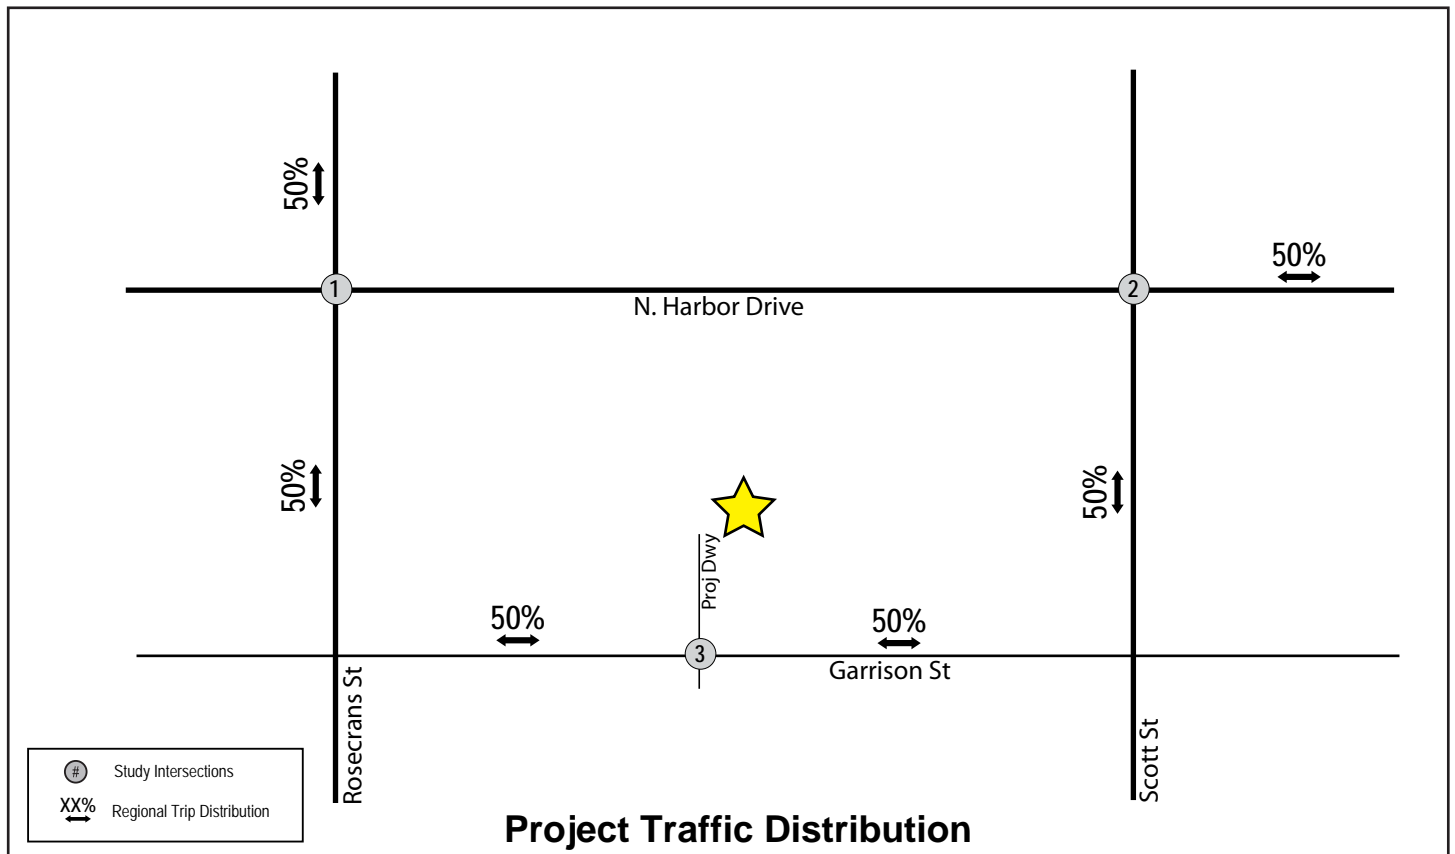 50%
50%
1
2
N. Harbor Drive
50%
50%
Proj Dwy
50%
50%
3
Garrison St
Rosecrans St
Scott St
# Study Intersections
XX% Regional Trip Distribution
Project Traffic Distribution